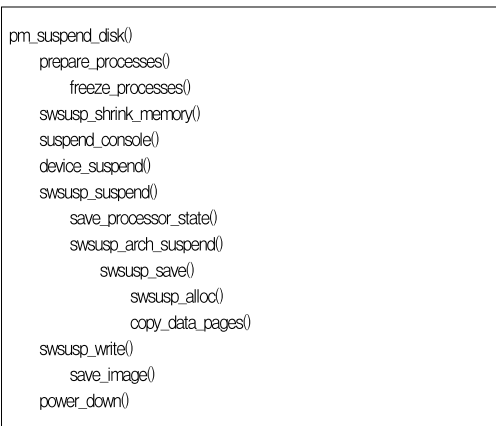 pm_suspend_disk()
prepare_processes()
freeze_processes()
swsusp_shrink_memory()
suspend_console()
device_suspend()
swsusp_suspend()
save_processor_state()
swsusp_arch_suspend()
swsusp_save()
swsusp_alloc()
copy_data_pages()
swsusp_write()
save_image()
power_down()